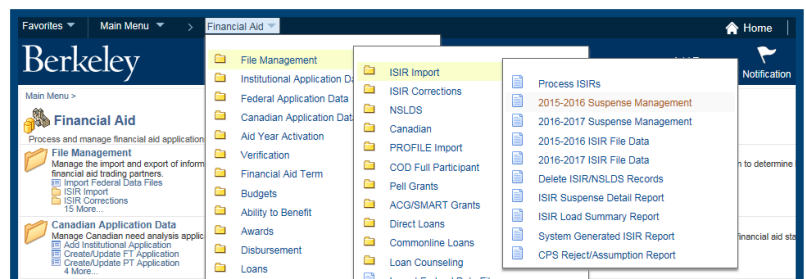 Favorites Main Menu > Financial Aid Home
Berkeley
Notification
Main Menu >
Financial Aid
Process and manage financial aid application
File Management
Manage the import and export of inform
financial aid trading partners.
Import Federal Data Files
ISIR Import
ISIR Corrections
15 More...
Canadian Application Data
Manage Canadian need analysis applic
Add Institutional Application
Create/Update FT Application
Create/Update PT Application
4 More...
File Management
Institutional Application Da
Federal Application Data
Canadian Application Dat
Aid Year Activation
Verification
Financial Aid Term
Budgets
Ability to Benefit
Awards
Disbursement
Loans
ISIR Import
ISIR Corrections
NSLDS
Canadian
PROFILE Import
COD Full Participant
Pell Grants
ACG/SMART Grants
Direct Loans
Commonline Loans
Loan Counseling
Process ISIRs
2015-2016 Suspense Management
2016-2017 Suspense Management
2015-2016 ISIR File Data
2016-2017 ISIR File Data
Delete ISIR/NSLDS Records
ISIR Suspense Detail Report
ISIR Load Summary Report
System Generated ISIR Report
CPS Reject/Assumption Report
n to determine
inancial aid sta